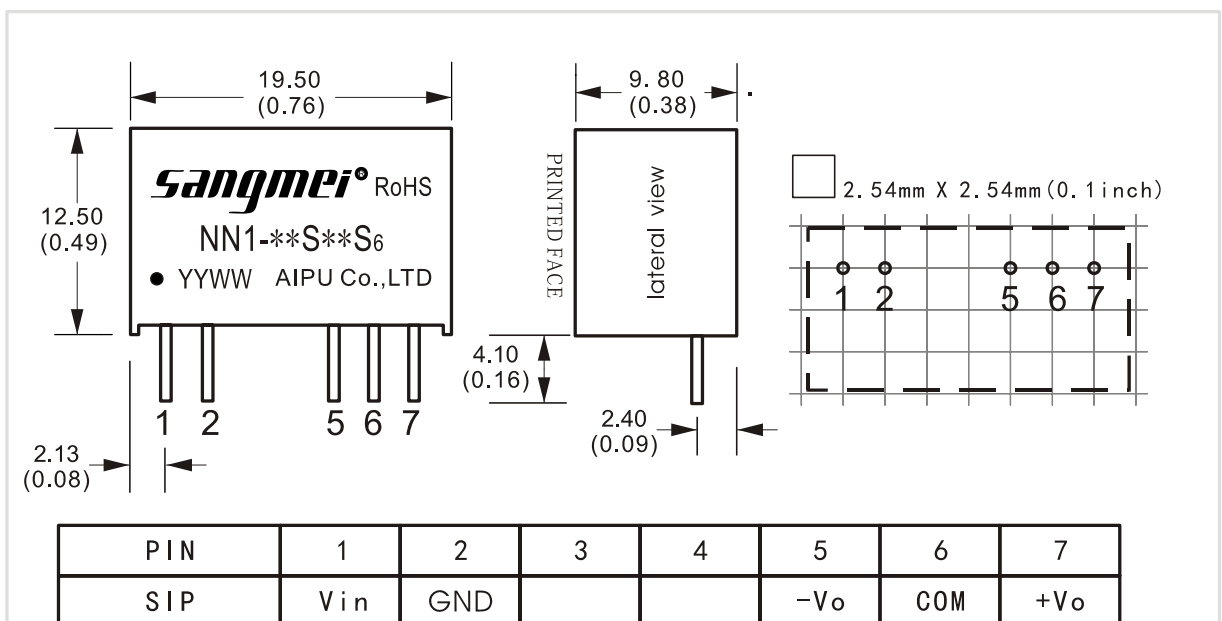 19.50
(0.76)
9.80
(0.38)
12.50
(0.49)
sangmei® RoHS
NN1-**S**S6
YYWW AIPU Co.,LTD
PRINTED FACE
lateral view
2.54mm X 2.54mm(0.1inch)
1 2 5 6 7
4.10
(0.16)
1 2 5 6 7
2.40
(0.09)
2.13
(0.08)
PIN 1 2 3 4 5 6 7
SIP Vin GND -Vo COM +Vo